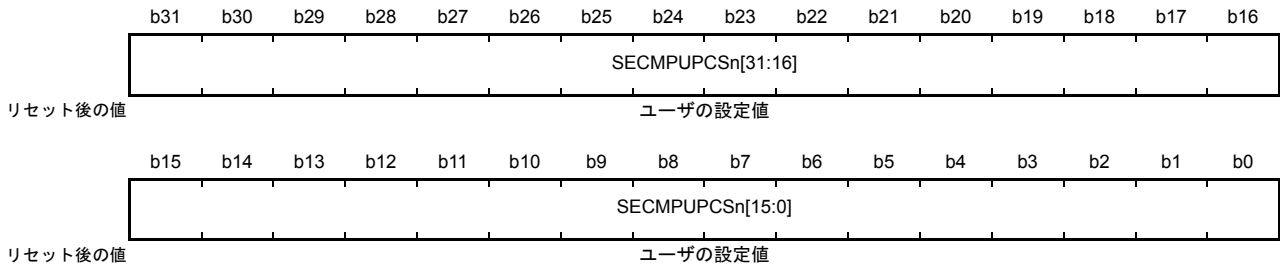 b31 b30 b29 b28 b27 b26 b25 b24 b23 b22 b21 b20 b19 b18 b17 b16
SECMPUPCSn[31:16]
リセット後の値 ユーザの設定値
b15 b14 b13 b12 b11 b10 b9 b8 b7 b6 b5 b4 b3 b2 b1 b0
SECMPUPCSn[15:0]
リセット後の値 ユーザの設定値